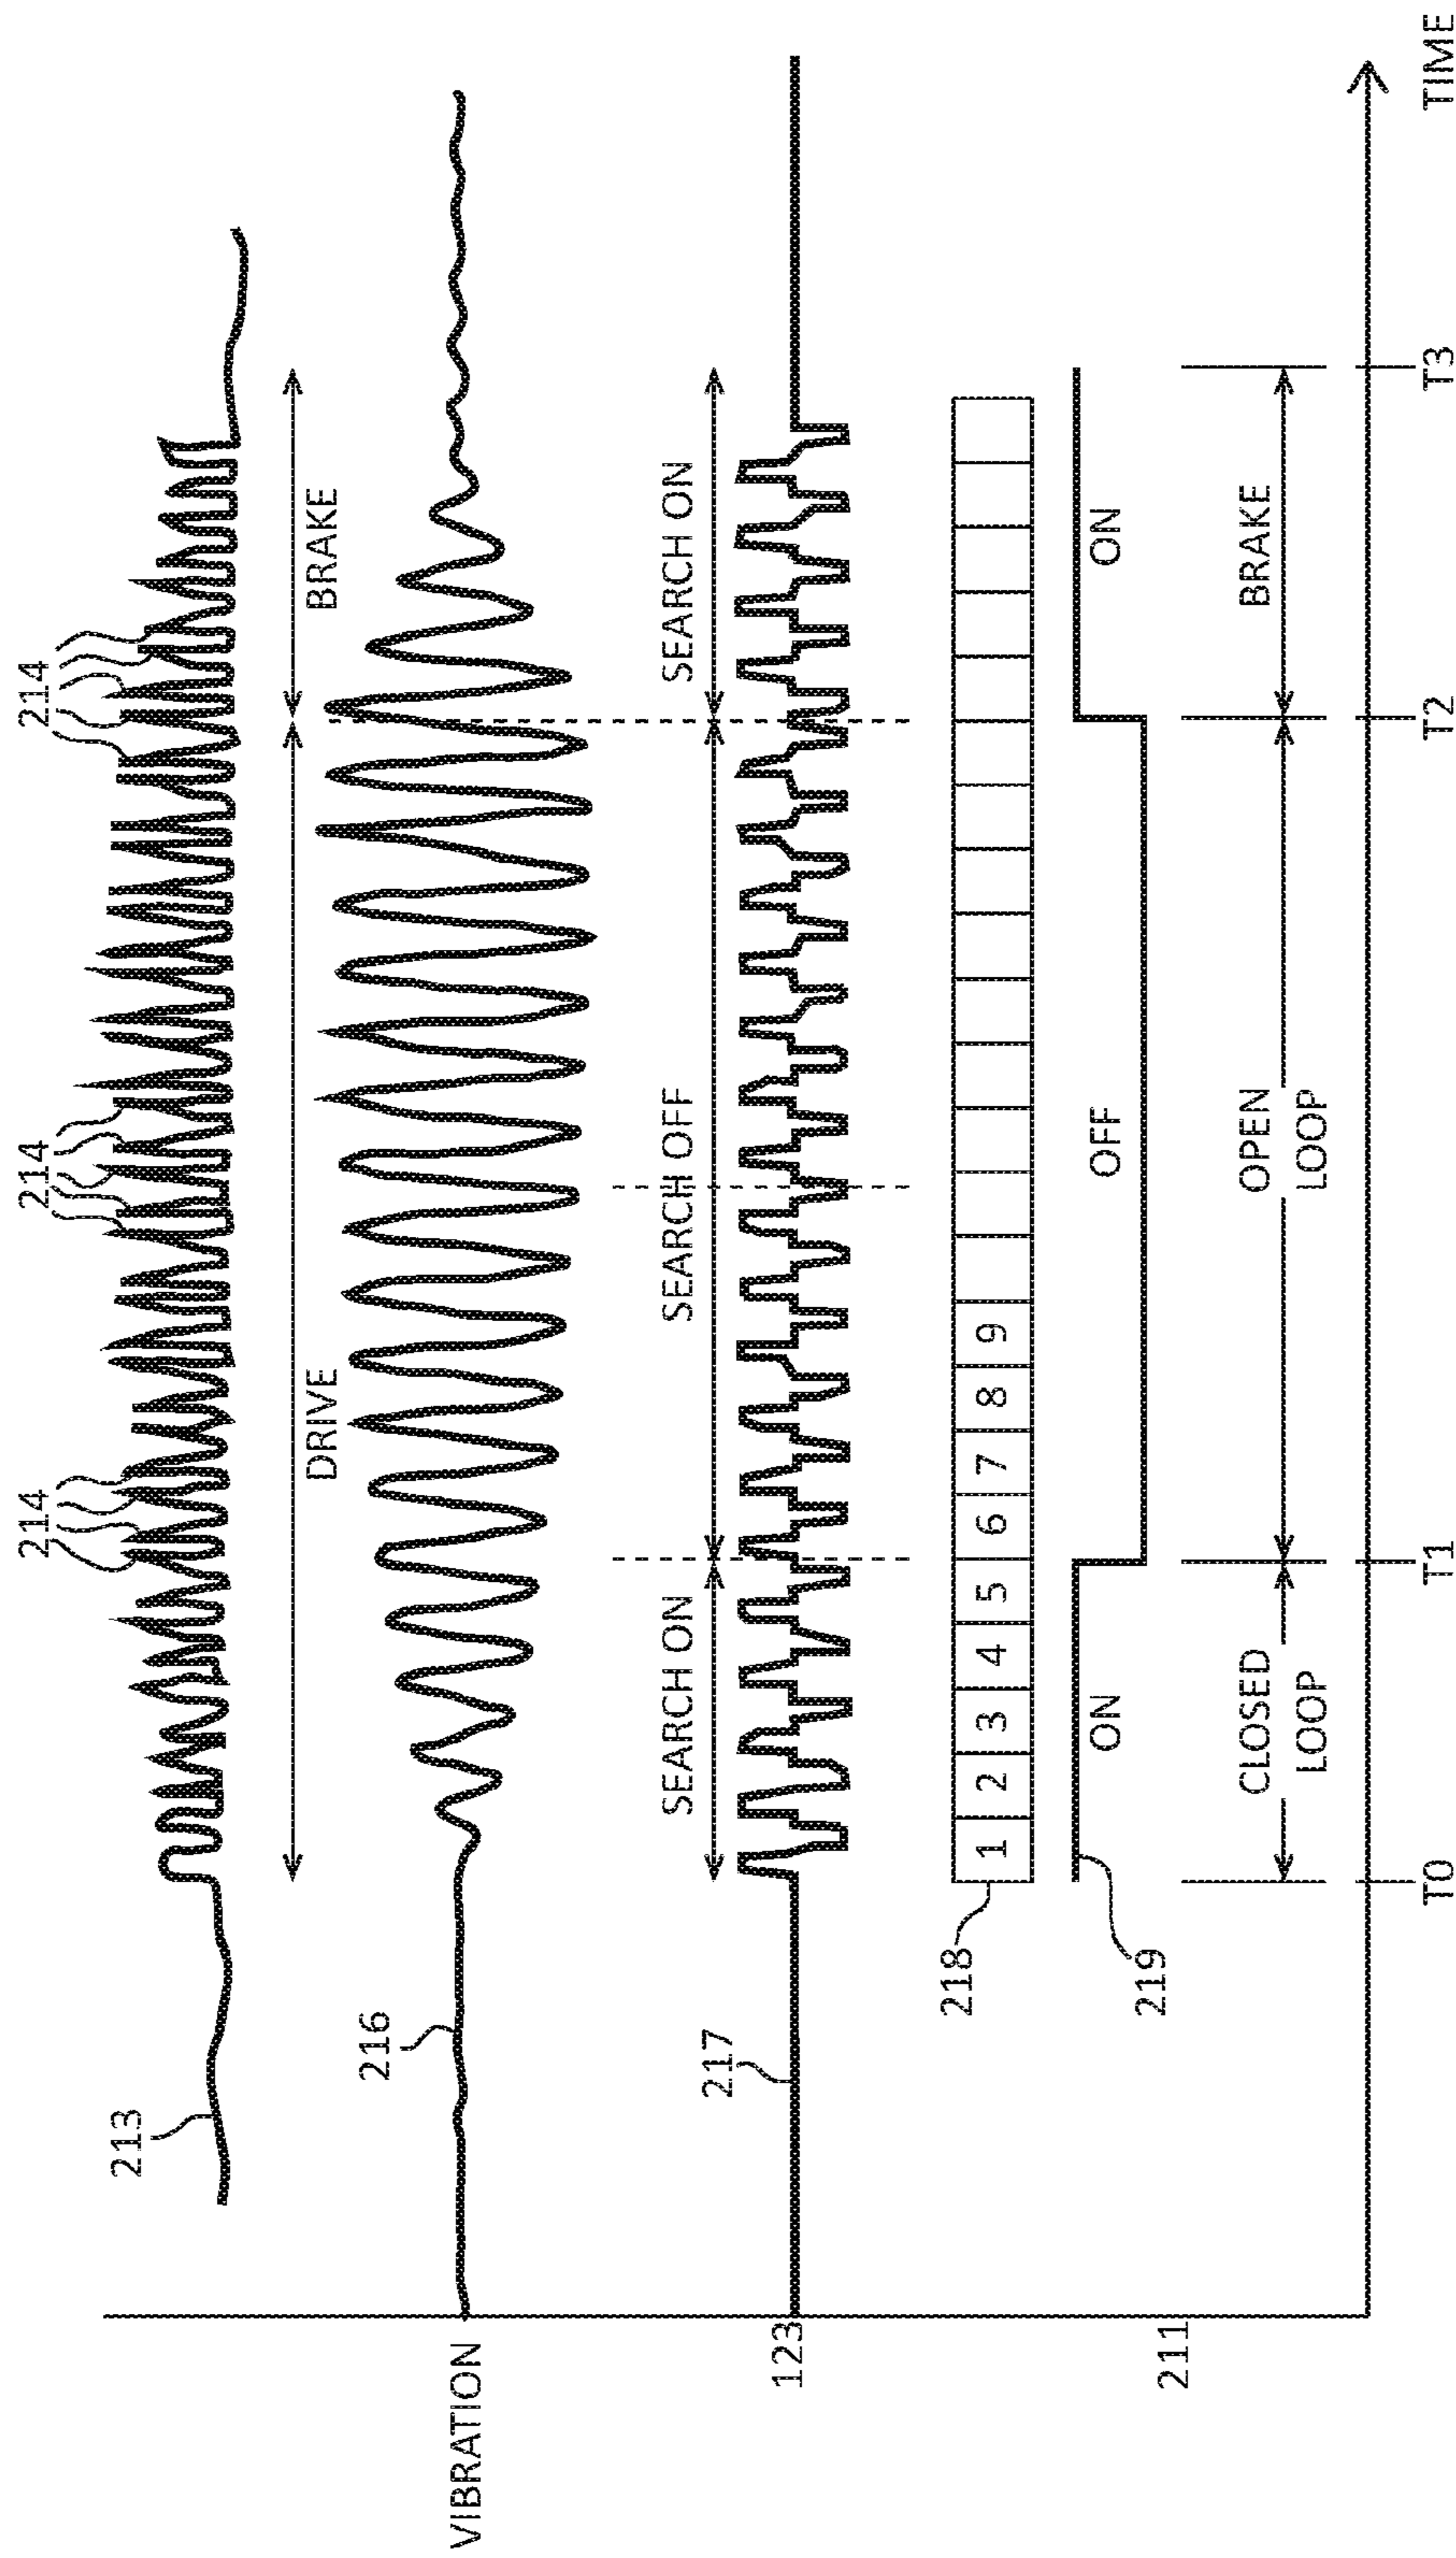 214
214
214
213
DRIVE
BRAKE
VIBRATION
216
SEARCH ON
SEARCH OFF
SEARCH ON
123
217
218
1
2
3
4
5
6
7
8
9
219
ON
OFF
ON
211
CLOSED
LOOP
OPEN
LOOP
BRAKE
T0
T1
T2
T3
TIME